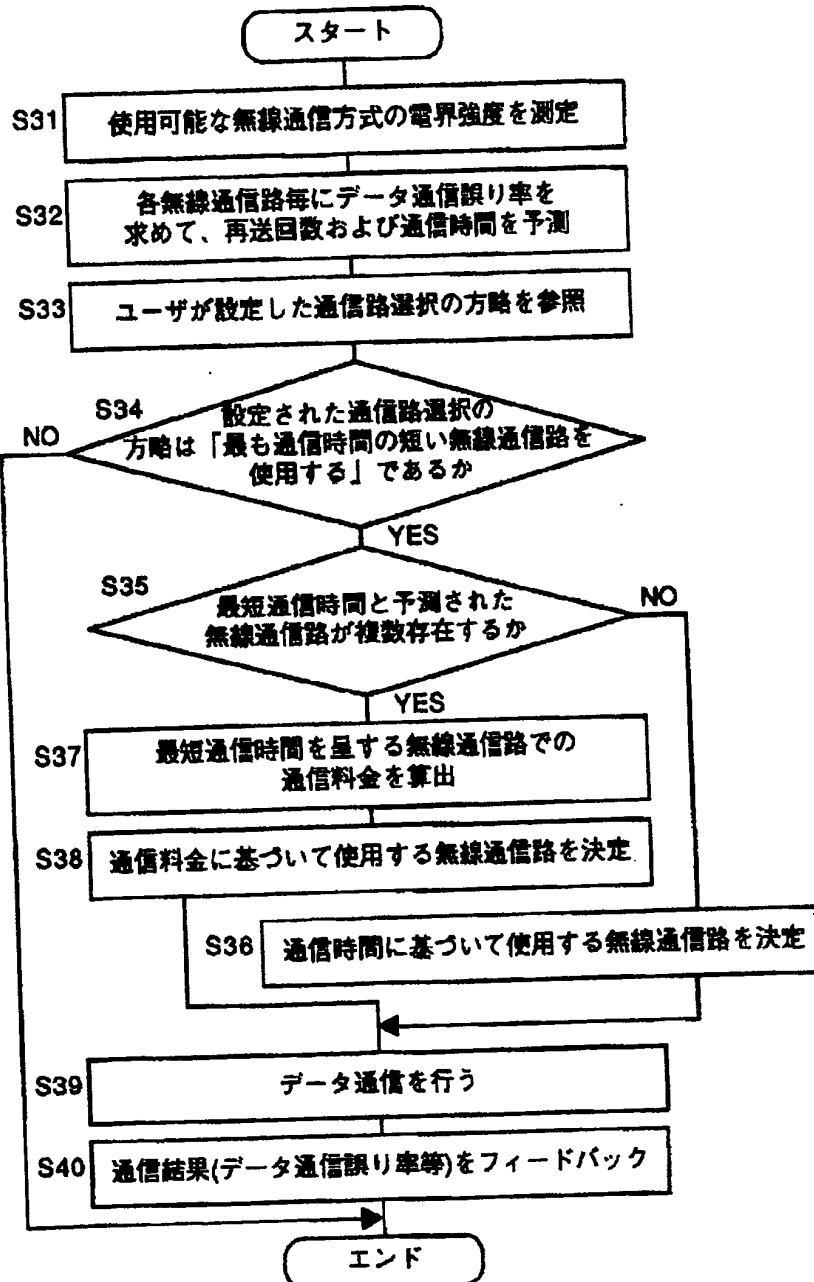 スタート
S31
使用可能な無線通信方式の電界強度を測定
S32
各無線通信路毎にデータ通信誤り率を
求めて、再送回数および通信時間を予測
S33
ユーザが設定した通信路選択の方略を参照
S34
設定された通信路選択の
方略は「最も通信時間の短い無線通信路を
使用する」であるか
NO
YES
S35
最短通信時間と予測された
無線通信路が複数存在するか
NO
YES
S37
最短通信時間を呈する無線通信路での
通信料金を算出
S38
通信料金に基づいて使用する無線通信路を決定
S36
通信時間に基づいて使用する無線通信路を決定
S39
データ通信を行う
S40
通信結果(データ通信誤り率等)をフィードバック
エンド